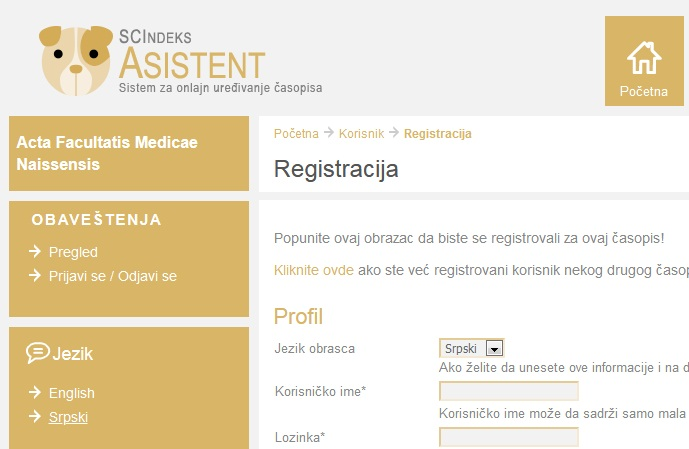 SCINDEKS
ASISTENT
Sistem za onlajn uređivanje časopisa
Početna
Acta Facultatis Medicae
Naissensis
OBAVEŠTENJA
Pregled
Prijavi se / Odjavi se
Jezik
English
Srpski
Početna Korisnik Registracija
Registracija
Popunite ovaj obrazac da biste se registrovali za ovaj časopis!
Kliknite ovde ako ste već registrovani korisnik nekog drugog časop
Profil
Jezik obrasca Srpski
Ako želite da unesete ove informacije i na d
Korisničko ime*
Korisničko ime može da sadrži samo mala
Lozinka*